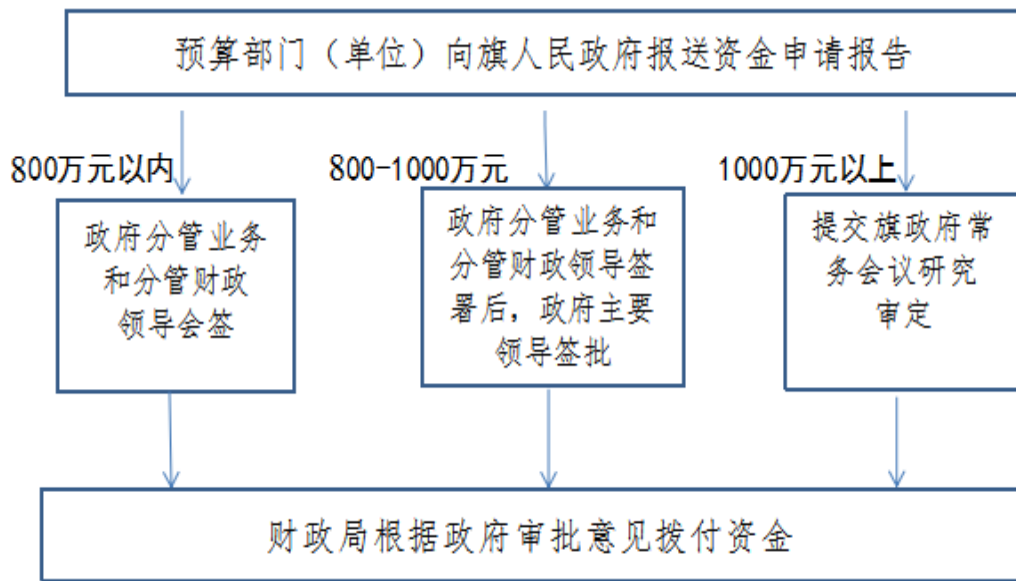 预算部门（单位）向旗人民政府报送资金申请报告
800万元以内
800-1000万元
1000万元以上
政府分管业务
和分管财政
领导会签
政府分管业务和
分管财政领导签
署后，政府主要
领导签批
提交旗政府常
务会议研究
审定
财政局根据政府审批意见拨付资金